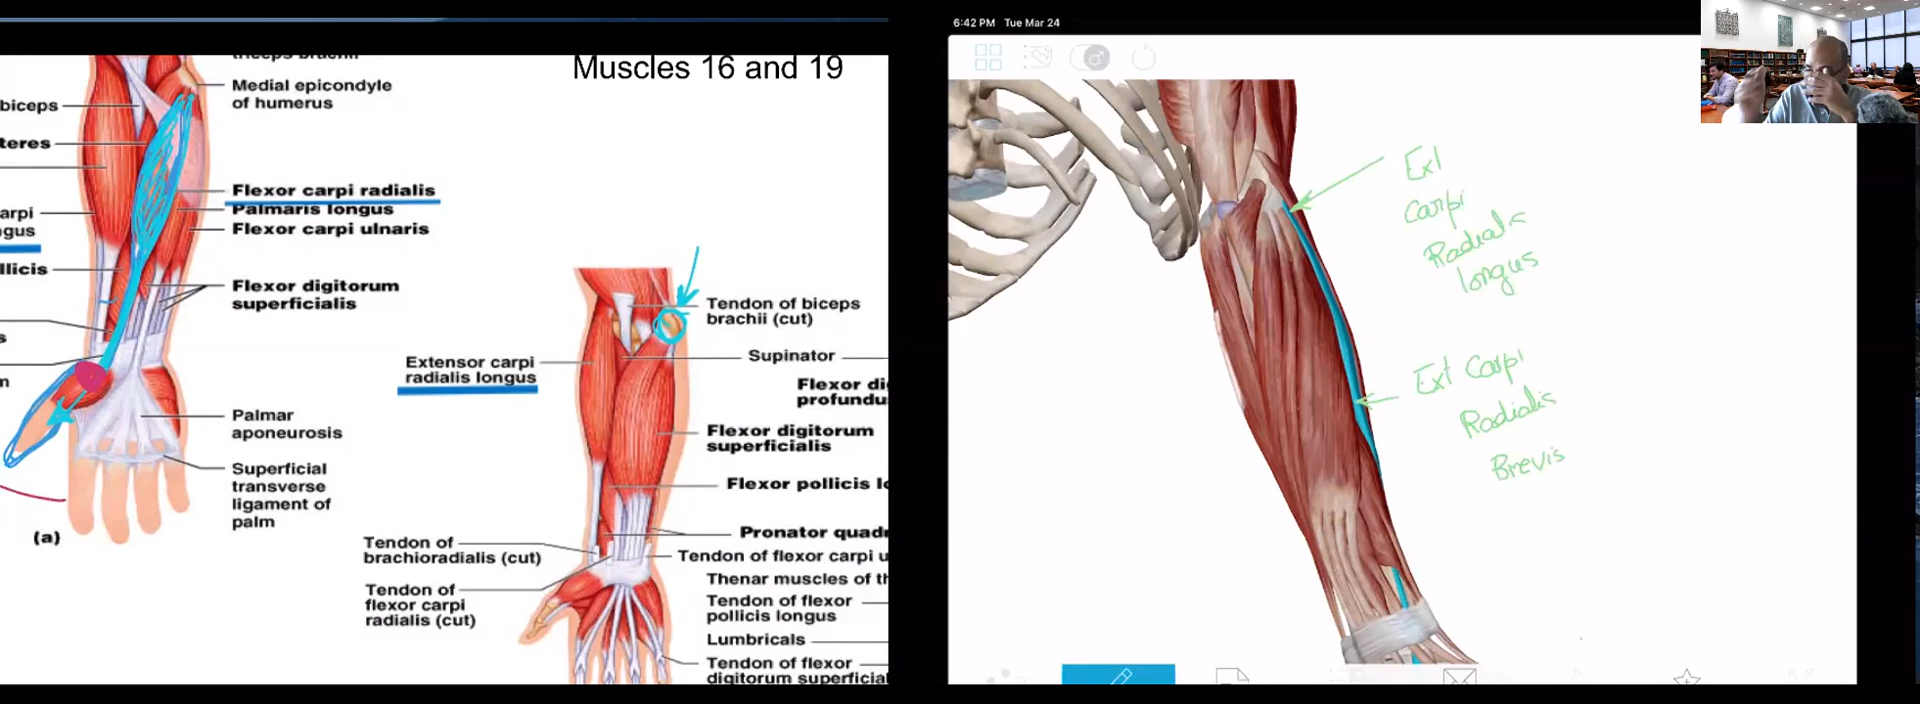 6:42 PM Tue Mar 24
Muscles 16 and 19
triceps brachii
Medial epicondyle
of humerus
biceps
teres
Flexor carpi radialis
Palmaris longus
Flexor carpi ulnaris
arpi
gus
llicis
Flexor digitorum
superficialis
s
m
Palmar
aponeurosis
Superficial
transverse
ligament of
palm
(a)
Tendon of biceps
brachii (cut)
Supinator
Extensor carpi
radialis longus
Flexor di
profundu
Flexor digitorum
superficialis
Flexor pollicis lo
Pronator quadr
Tendon of
brachioradialis (cut)
Tendon of flexor carpi u
Tendon of
flexor carpi
radialis (cut)
Thenar muscles of th
Tendon of flexor
pollicis longus
Lumbricals
Tendon of flexor
digitorum superficial
Ext
Carpi
Radialis
longus
Ext Carpi
Radialis
Brevis